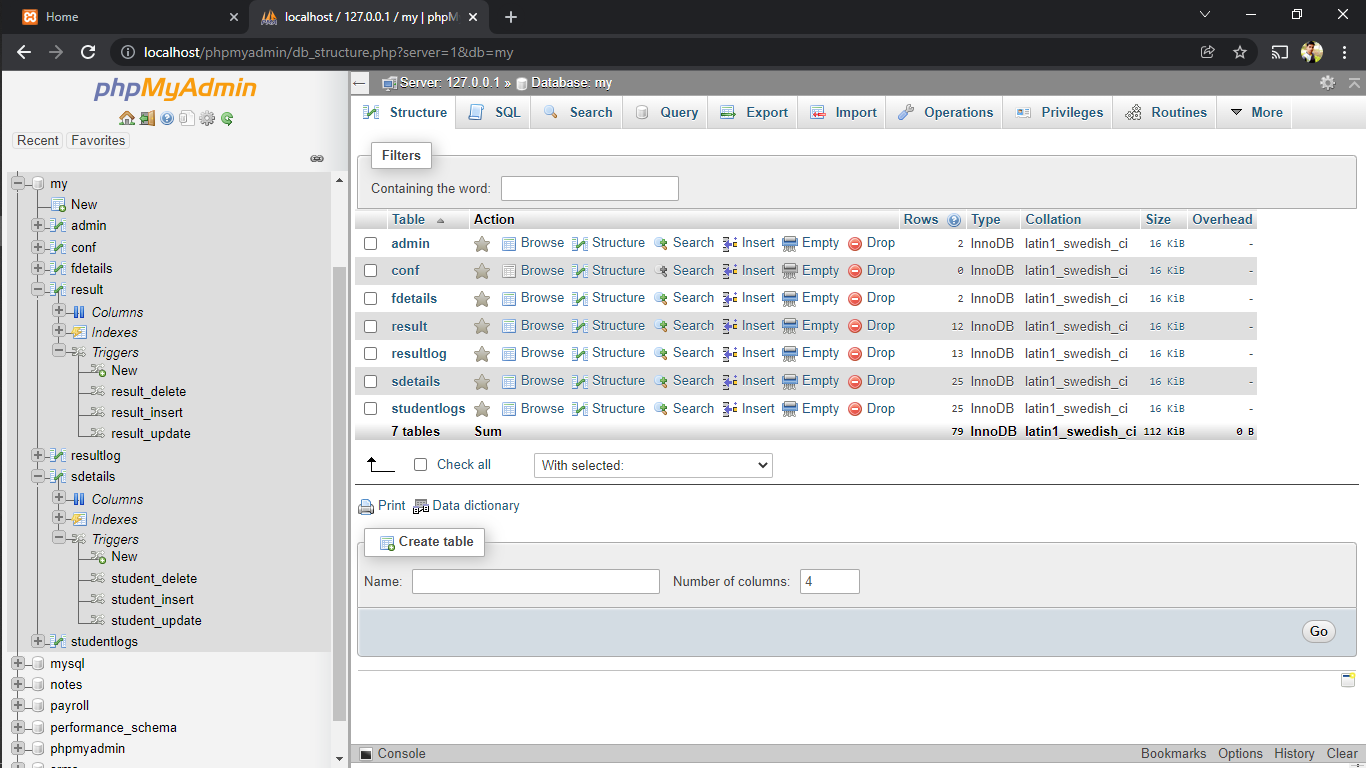 Home
localhost / 127.0.0.1 / my | phpM
localhost/phpmyadmin/db_structure.php?server=1&db=my
phpMyAdmin
Recent Favorites
my
New
admin
conf
fdetails
result
Columns
Indexes
Triggers
New
result_delete
result_insert
result_update
resultlog
sdetails
Columns
Indexes
Triggers
New
student_delete
student_insert
student_update
studentlogs
mysql
notes
payroll
performance_schema
phpmyadmin
Server: 127.0.0.1 » Database: my
Structure SQL Search Query Export Import Operations Privileges Routines More
Filters
Containing the word:
Table Action Rows Type Collation Size Overhead
admin Browse Structure Search Insert Empty Drop 2 InnoDB latin1_swedish_ci 16 KiB -
conf Browse Structure Search Insert Empty Drop 0 InnoDB latin1_swedish_ci 16 KiB -
fdetails Browse Structure Search Insert Empty Drop 2 InnoDB latin1_swedish_ci 16 KiB -
result Browse Structure Search Insert Empty Drop 12 InnoDB latin1_swedish_ci 16 KiB -
resultlog Browse Structure Search Insert Empty Drop 13 InnoDB latin1_swedish_ci 16 KiB -
sdetails Browse Structure Search Insert Empty Drop 25 InnoDB latin1_swedish_ci 16 KiB -
studentlogs Browse Structure Search Insert Empty Drop 25 InnoDB latin1_swedish_ci 16 KiB -
7 tables Sum 79 InnoDB latin1_swedish_ci 112 KiB 0 B
Check all With selected:
Print Data dictionary
Create table
Name: Number of columns: 4
Go
Console Bookmarks Options History Clear